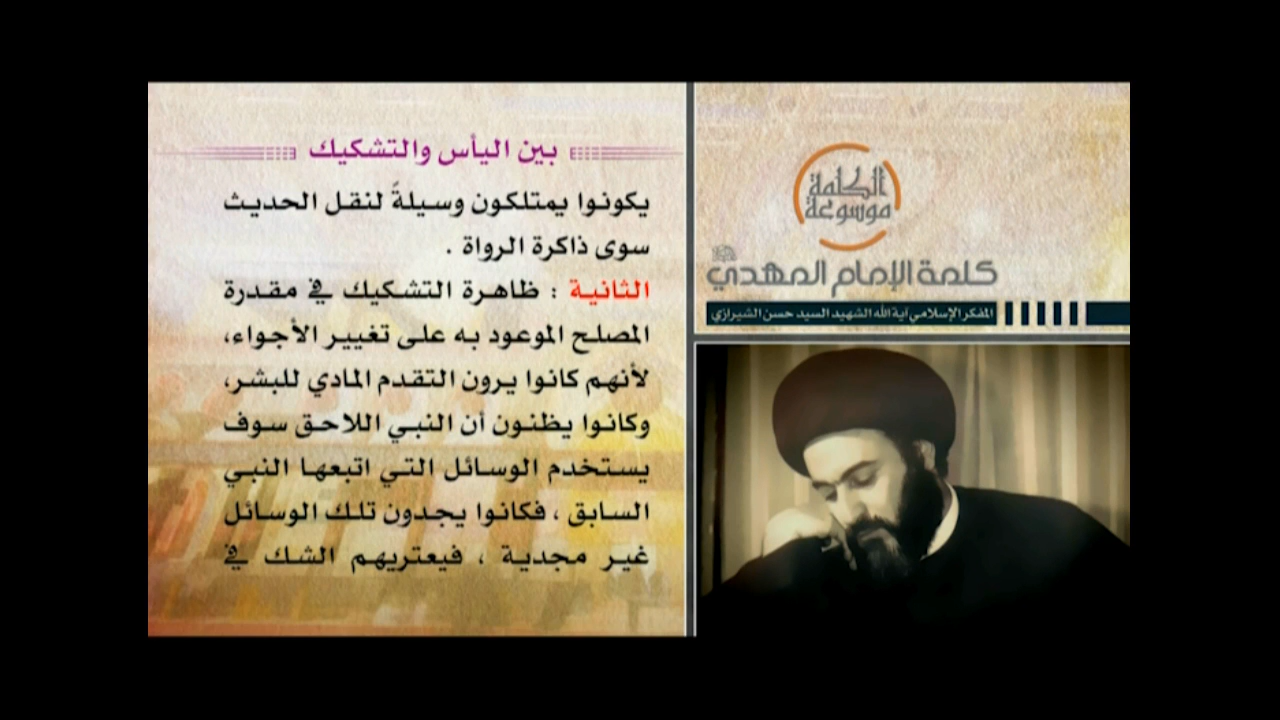 بين اليأس والتشكيك
يكونوا يمتلكون وسيلةً لنقل الحديث
سوى ذاكرة الرواة .
الثانية : ظاهرة التشكيك في مقدرة
المصلح الموعود به على تغيير الأجواء،
لأنهم كانوا يرون التقدم المادي للبشر،
وكانوا يظنون أن النبي اللاحق سوف
يستخدم الوسائل التي اتبعها النبي
السابق ، فكانوا يجدون تلك الوسائل
غير مجدية ، فيعتريهم الشك في
الكلمة
موسوعة
كلمة الإمام المهدي
المفكر الإسلامي آية الله الشهيد السيد حسن الشيرازي